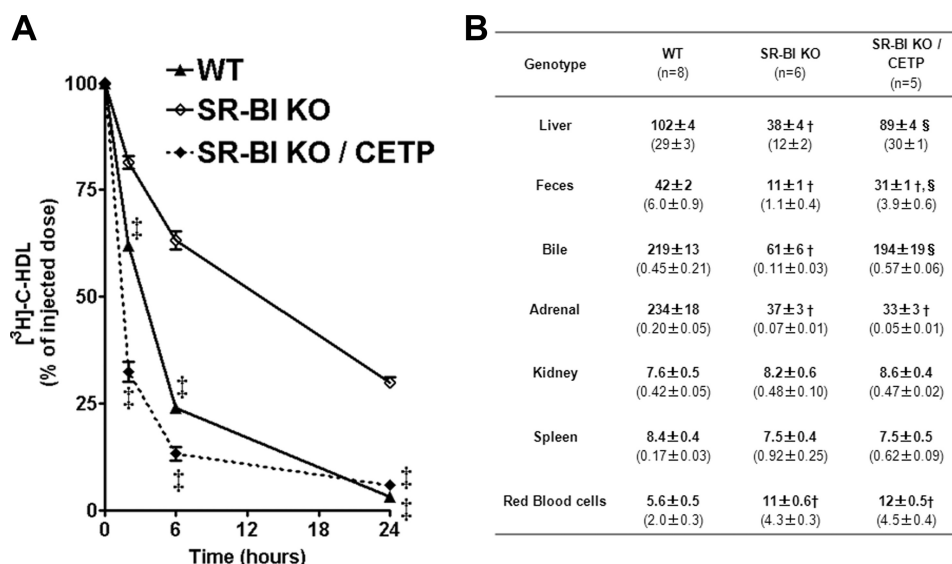 A
WT
SR-BI KO
SR-BI KO / CETP
100
75
50
25
0
‡
‡
‡
‡
‡
‡
[³H]-C-HDL
(% of injected dose)
0 6 12 18 24
Time (hours)
B
Genotype WT (n=8) SR-BI KO (n=6) SR-BI KO / CETP (n=5)
Liver 102±4 38±4 † 89±4 §
(29±3) (12±2) (30±1)
Feces 42±2 11±1 † 31±1 †,§
(6.0±0.9) (1.1±0.4) (3.9±0.6)
Bile 219±13 61±6 † 194±19 §
(0.45±0.21) (0.11±0.03) (0.57±0.06)
Adrenal 234±18 37±3 † 33±3 †
(0.20±0.05) (0.07±0.01) (0.05±0.01)
Kidney 7.6±0.5 8.2±0.6 8.6±0.4
(0.42±0.05) (0.48±0.10) (0.47±0.02)
Spleen 8.4±0.4 7.5±0.4 7.5±0.5
(0.17±0.03) (0.92±0.25) (0.62±0.09)
Red Blood cells 5.6±0.5 11±0.6† 12±0.5†
(2.0±0.3) (4.3±0.3) (4.5±0.4)